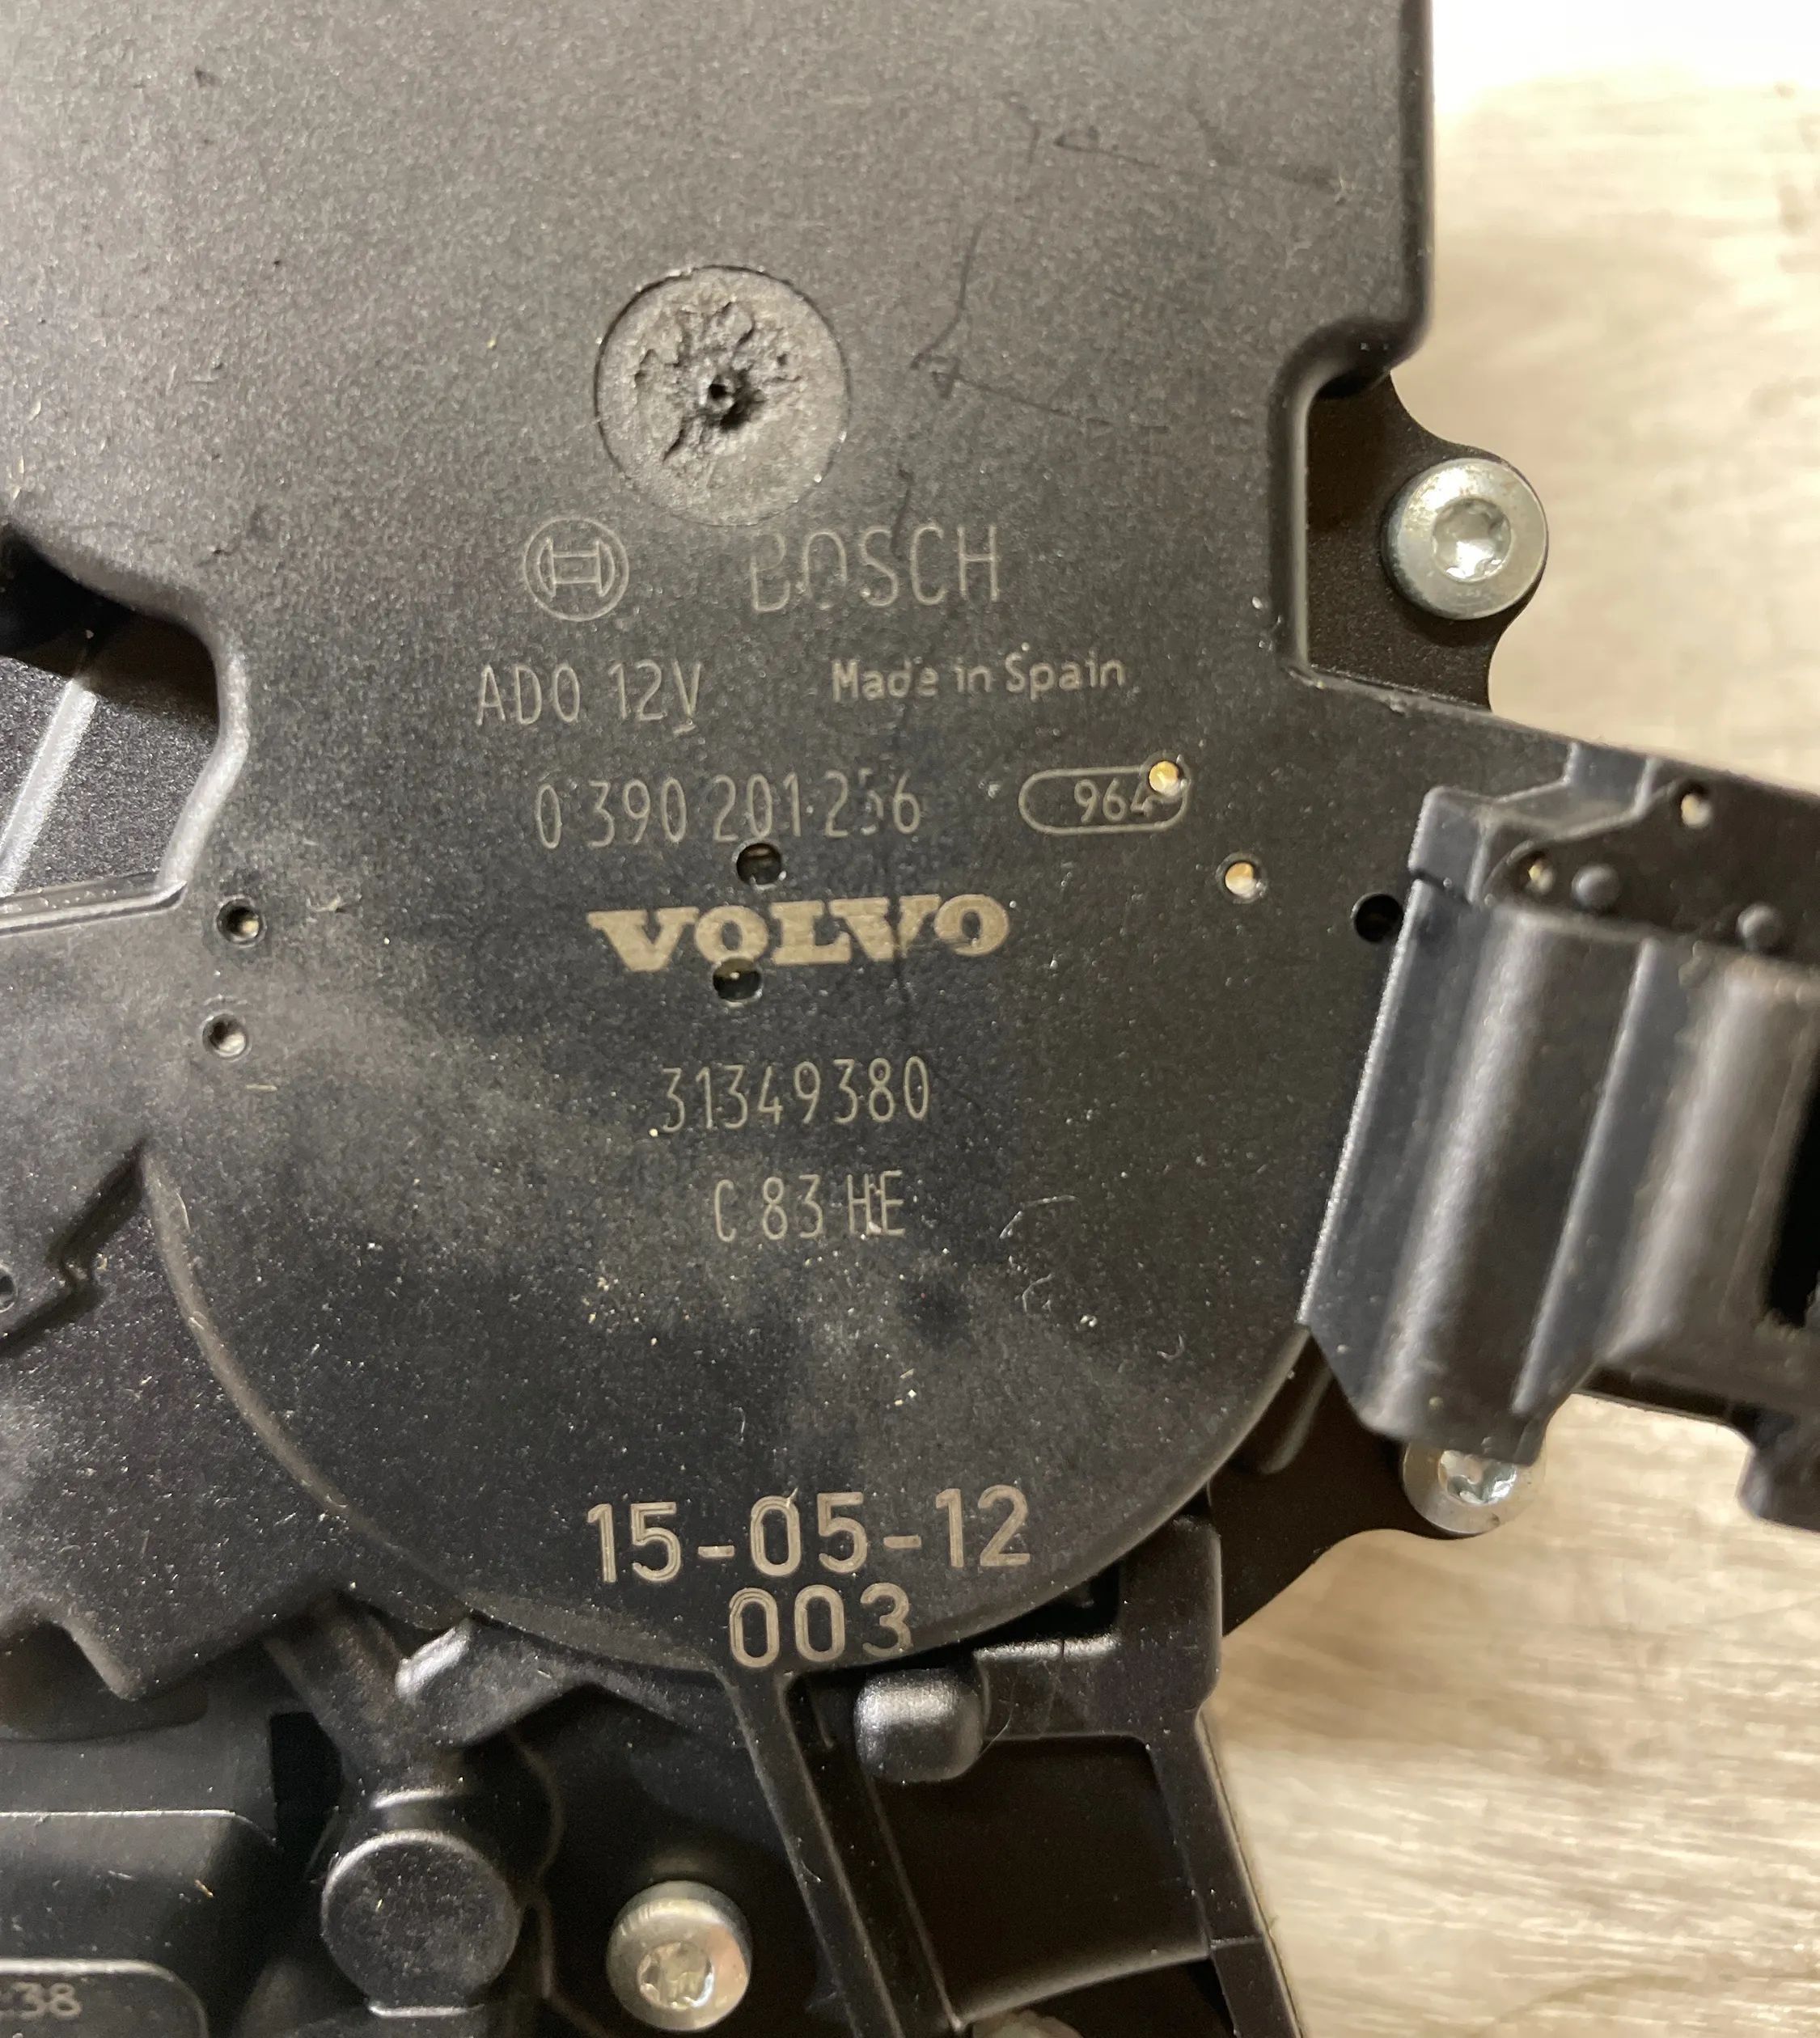 BOSCH
ADO 12V Made in Spain
0 390 201 256 964
VOLVO
31349380
C 83 HE
15-05-12
003